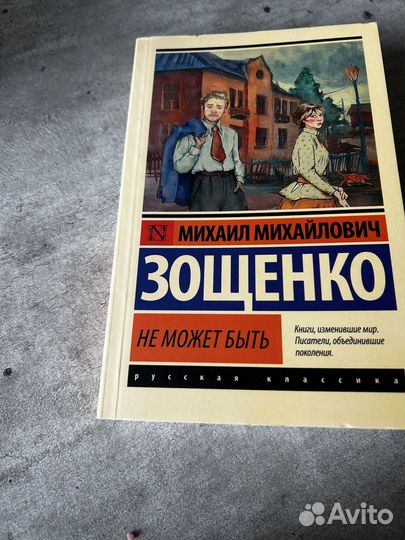 N МИХАИЛ МИХАЙЛОВИЧ
ЗОЩЕНКО
НЕ МОЖЕТ БЫТЬ
Книги, изменившие мир.
Писатели, объединившие
поколения.
русская классика
Avito